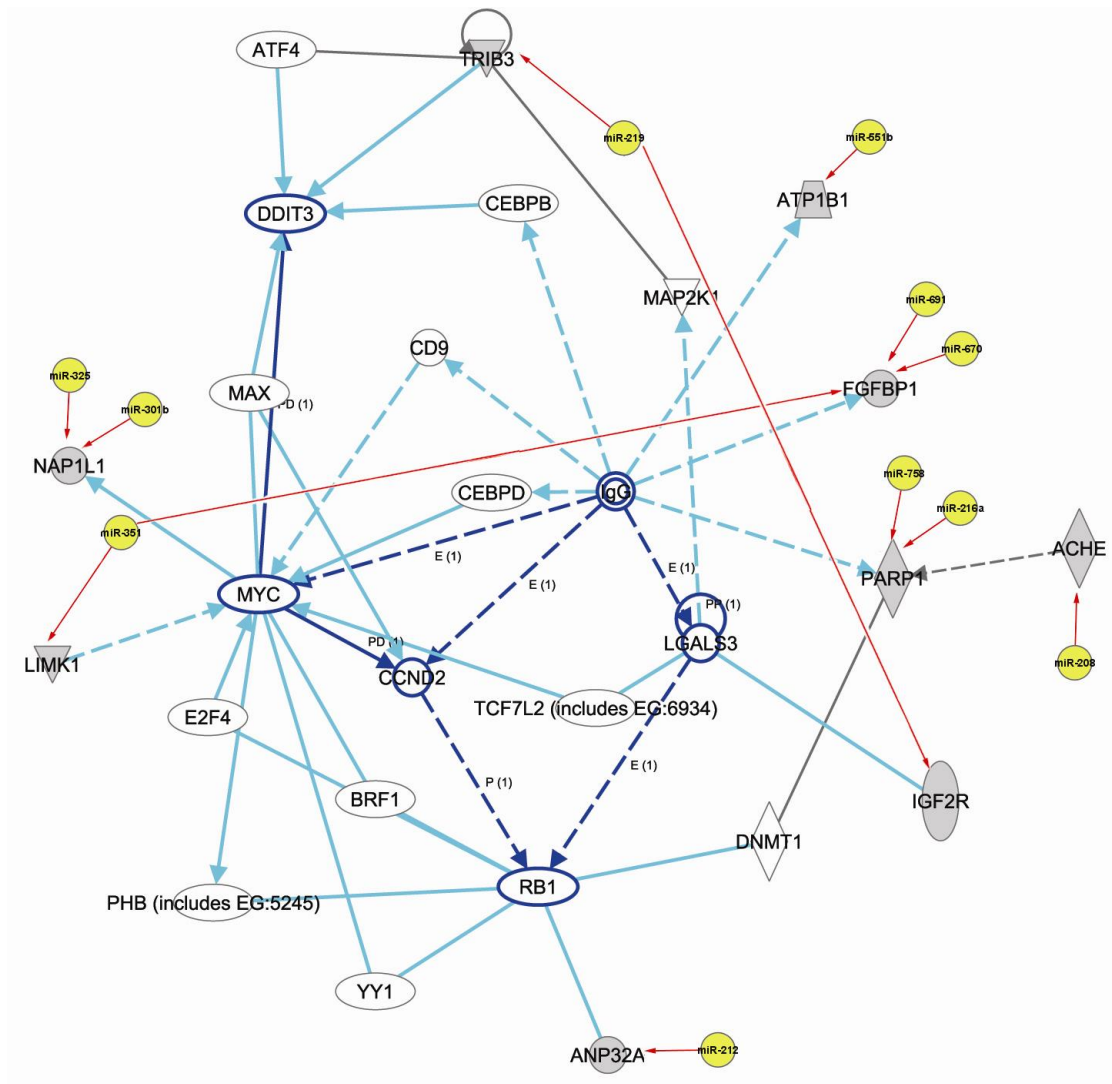 ATF4
TRIB3
miR-219
miR-551b
ATP1B1
DDIT3
CEBPB
MAP2K1
miR-691
CD9
miR-670
miR-325
MAX
PD (1)
FGFBP1
miR-301b
NAP1L1
miR-758
CEBPD
IgG
miR-216a
miR-351
ACHE
E (1)
E (1)
E (1)
PARP1
MYC
PP (1)
PD (1)
LGALS3
LIMK1
miR-208
CCND2
TCF7L2 (includes EG:6934)
E2F4
E (1)
P (1)
BRF1
IGF2R
DNMT1
RB1
PHB (includes EG:5245)
YY1
ANP32A
miR-212